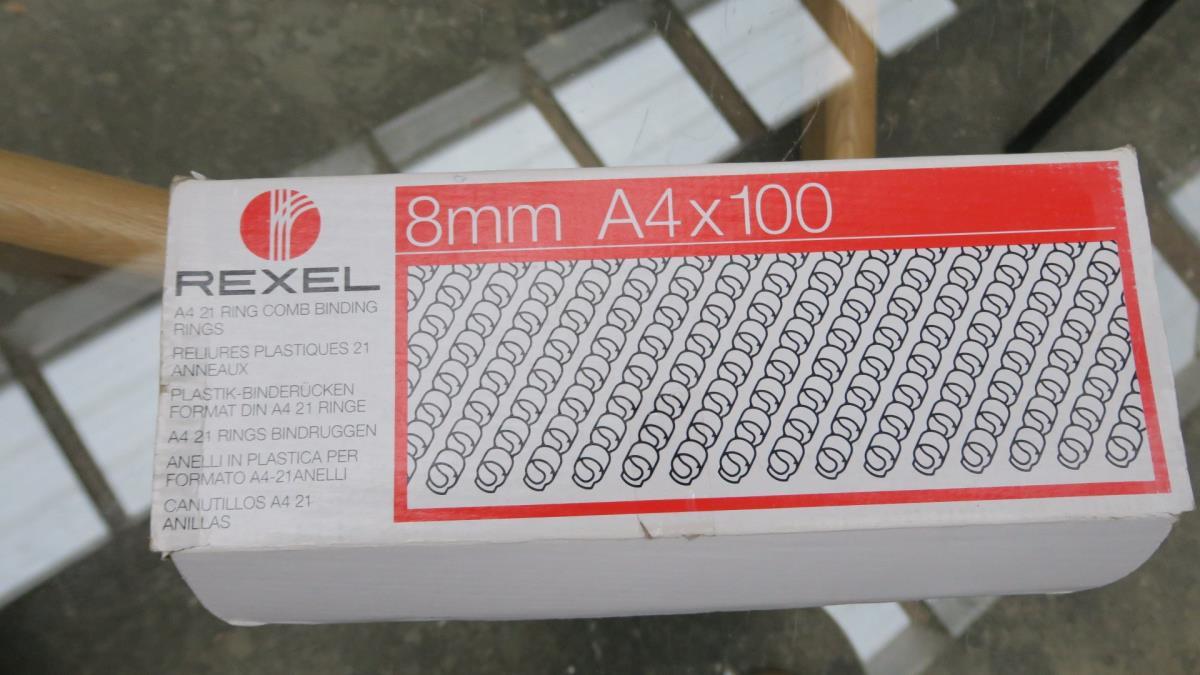 8mm A4x100
REXEL
A4 21 RING COMB BINDING
RINGS
RELIURES PLASTIQUES 21
ANNEAUX
PLASTIK-BINDERÜCKEN
FORMAT DIN A4 21 RINGE
A4 21 RINGS BINDRUGGEN
ANELLI IN PLASTICA PER
FORMATO A4-21ANELLI
CANUTILLOS A4 21
ANILLAS